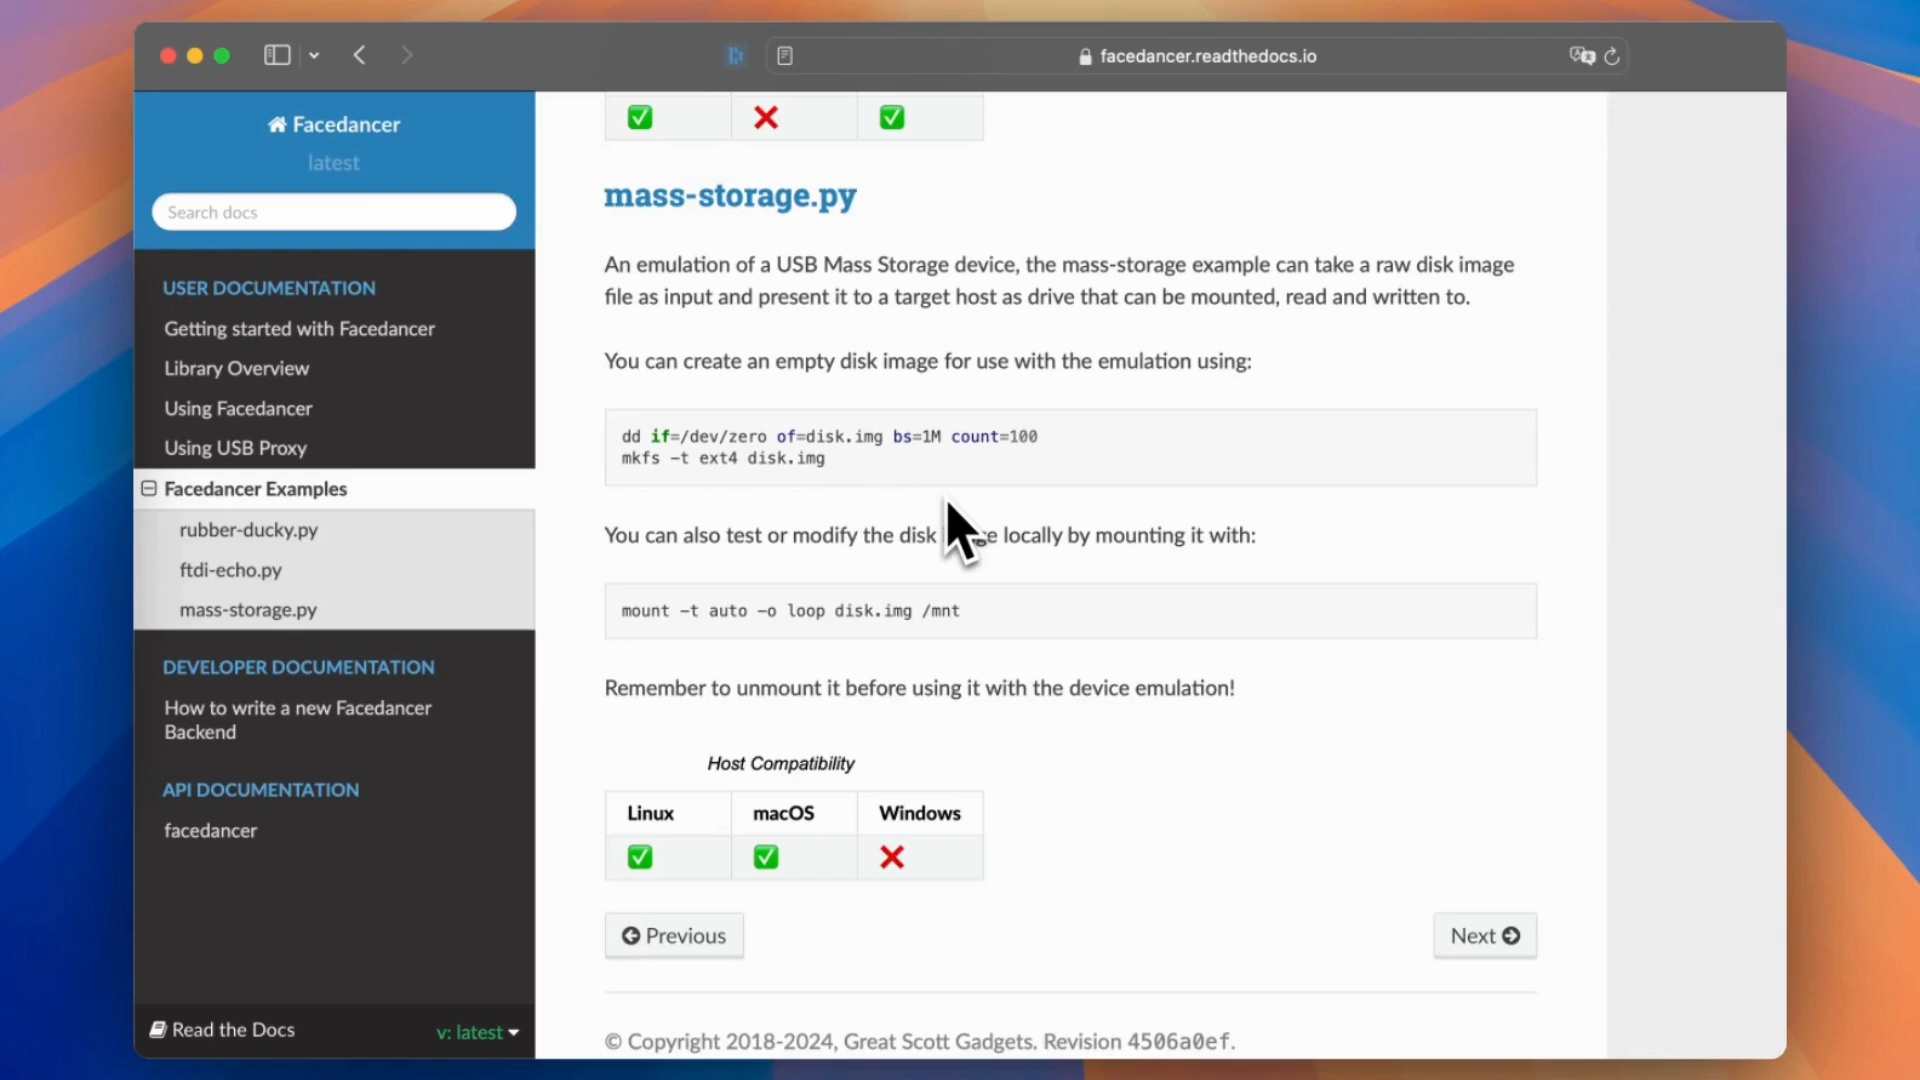 facedancer.readthedocs.io
Facedancer
latest
Search docs
USER DOCUMENTATION
Getting started with Facedancer
Library Overview
Using Facedancer
Using USB Proxy
Facedancer Examples
rubber-ducky.py
ftdi-echo.py
mass-storage.py
DEVELOPER DOCUMENTATION
How to write a new Facedancer
Backend
API DOCUMENTATION
facedancer
Read the Docs
v: latest
mass-storage.py
An emulation of a USB Mass Storage device, the mass-storage example can take a raw disk image
file as input and present it to a target host as drive that can be mounted, read and written to.
You can create an empty disk image for use with the emulation using:
dd if=/dev/zero of=disk.img bs=1M count=100
mkfs -t ext4 disk.img
You can also test or modify the disk locally by mounting it with:
mount -t auto -o loop disk.img /mnt
Remember to unmount it before using it with the device emulation!
Host Compatibility
Linux macOS Windows
Previous
Next
© Copyright 2018-2024, Great Scott Gadgets. Revision 4506a0ef.